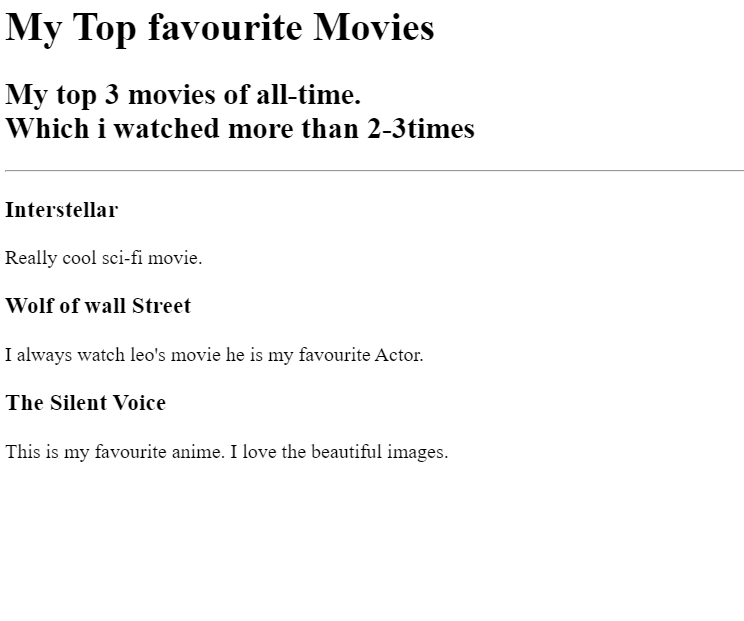 My Top favourite Movies
My top 3 movies of all-time.
Which i watched more than 2-3times
Interstellar
Really cool sci-fi movie.
Wolf of wall Street
I always watch leo's movie he is my favourite Actor.
The Silent Voice
This is my favourite anime. I love the beautiful images.